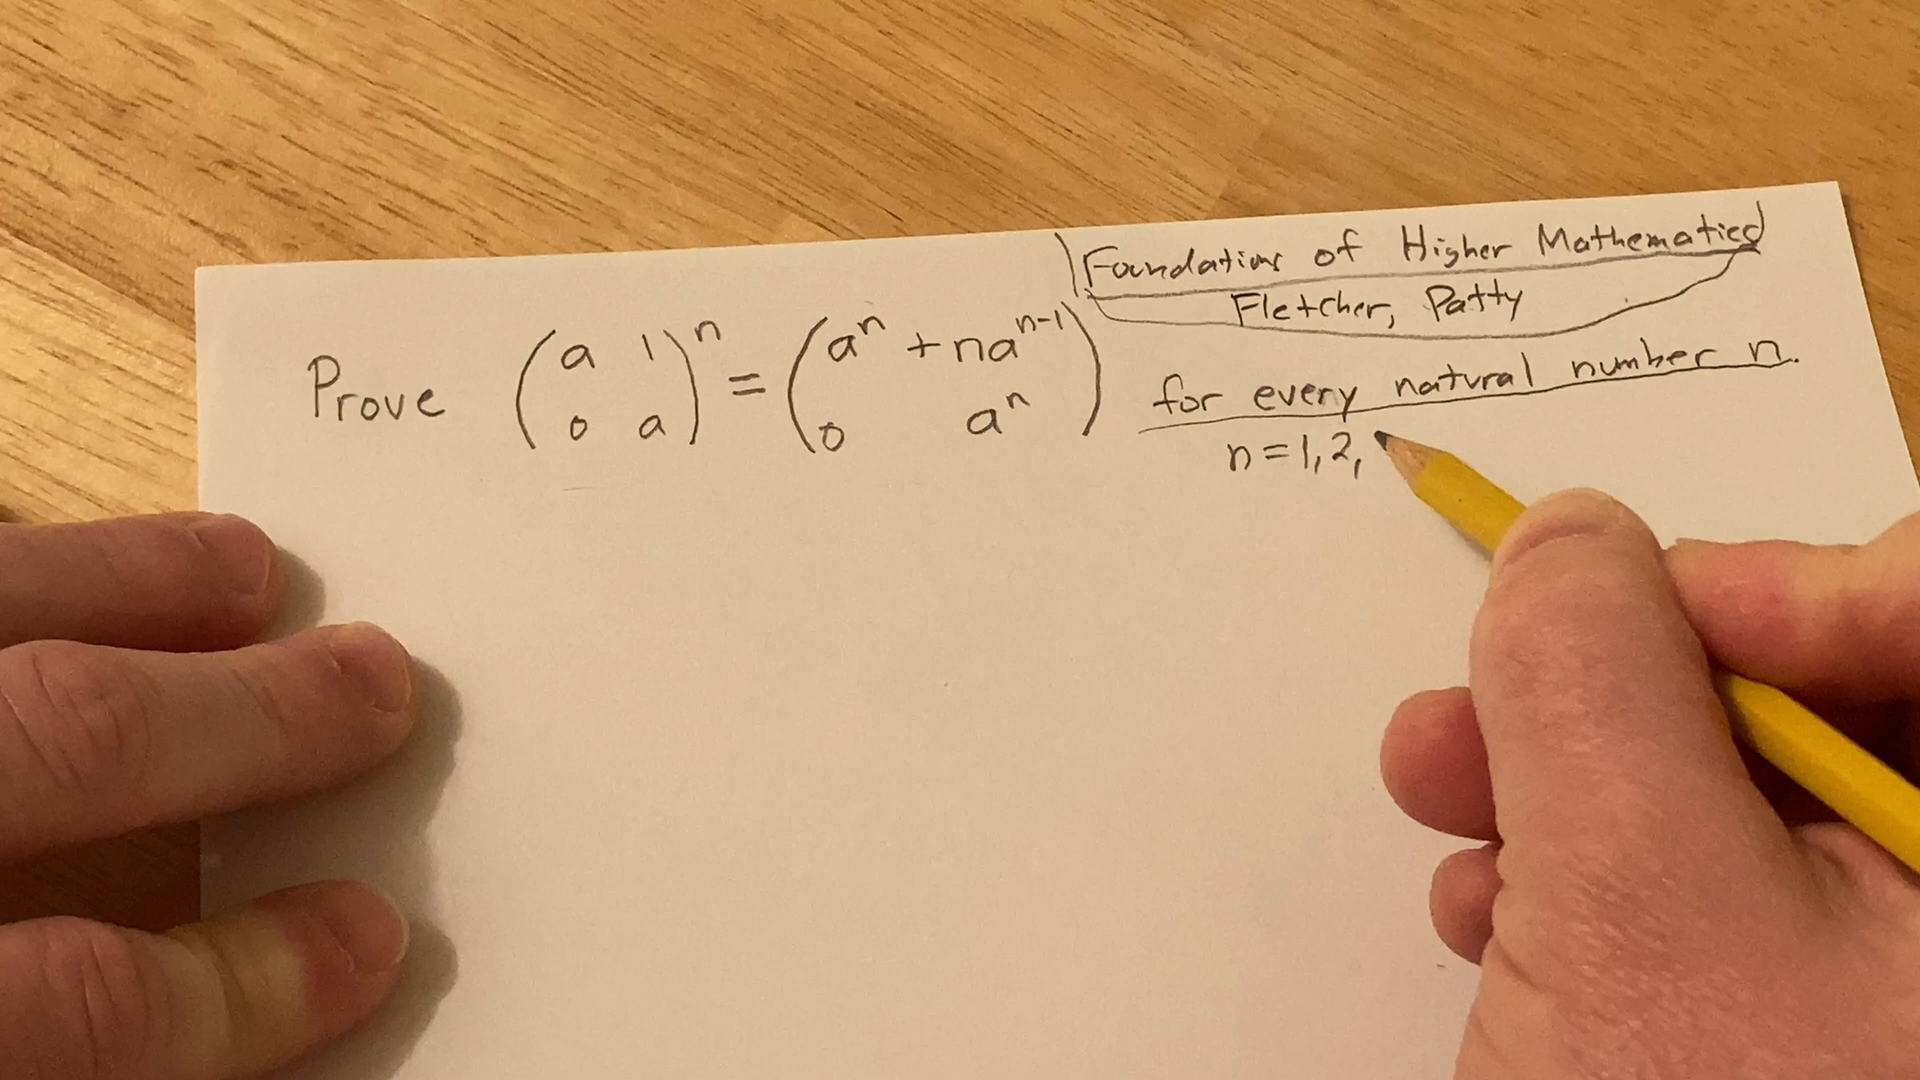 Foundations of Higher Mathematics
Fletcher, Patty
Prove (a 1
0 a)^n = (a^n + na^{n-1}
0 a^n) for every natural number n.
n = 1, 2,